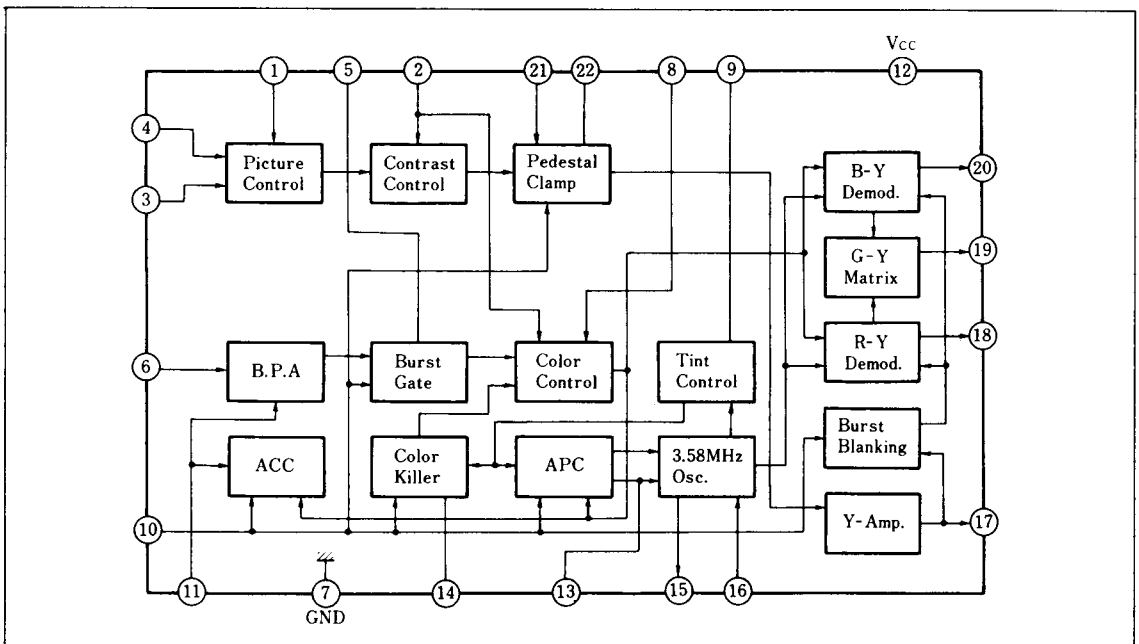 VCC
1
5
2
21
22
8
9
12
4
3
Picture
Control
Contrast
Control
Pedestal
Clamp
B-Y
Demod.
20
G-Y
Matrix
19
R-Y
Demod.
18
6
B.P.A
Burst
Gate
Color
Control
Tint
Control
ACC
Color
Killer
APC
3.58MHz
Osc.
Burst
Blanking
Y-Amp.
17
10
11
7
GND
14
13
15
16